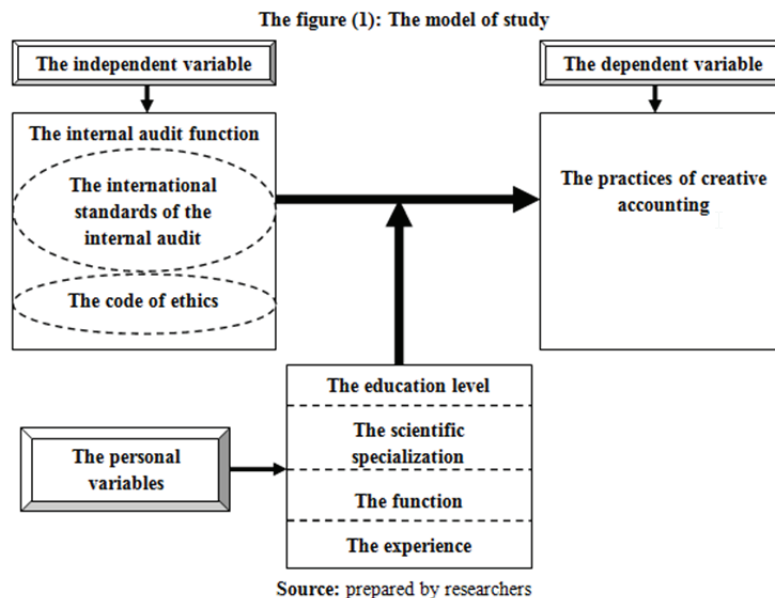 The figure (1): The model of study
The independent variable
The dependent variable
The internal audit function
The international
standards of the
internal audit
The code of ethics
The practices of creative
accounting
The personal
variables
The education level
The scientific
specialization
The function
The experience
Source: prepared by researchers